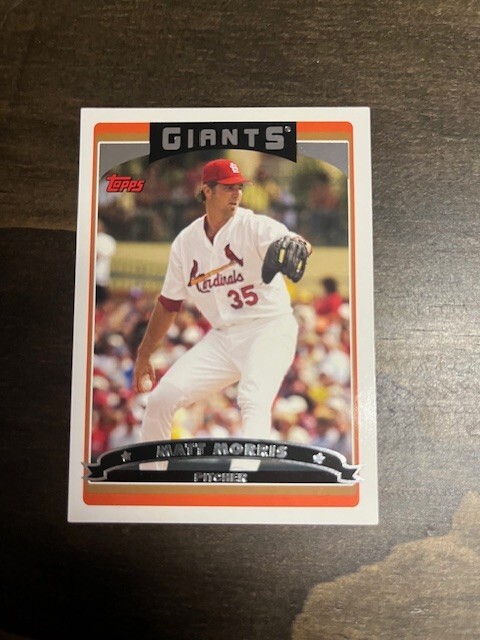 GIANTS
Topps
Cardinals
35
MATT MORRIS
PITCHER